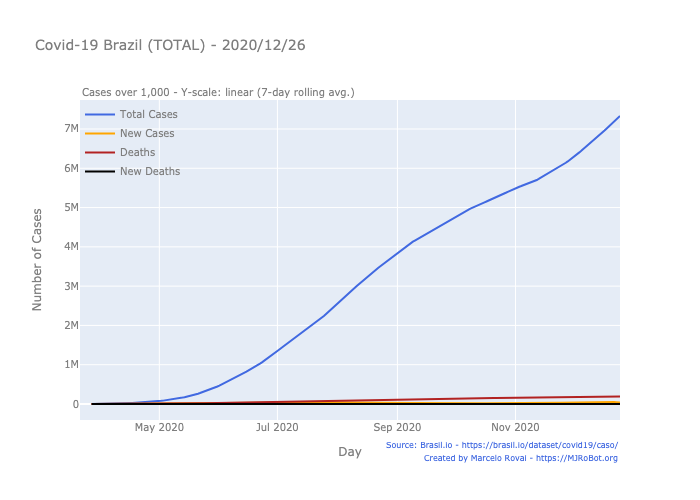 Covid-19 Brazil (TOTAL) - 2020/12/26
Cases over 1,000 - Y-scale: linear (7-day rolling avg.)
Total Cases
New Cases
Deaths
New Deaths
7M
6M
5M
4M
3M
2M
1M
0
Number of Cases
May 2020
Jul 2020
Sep 2020
Nov 2020
Day
Source: Brasil.io - https://brasil.io/dataset/covid19/caso/
Created by Marcelo Rovai - https://MJRoBot.org